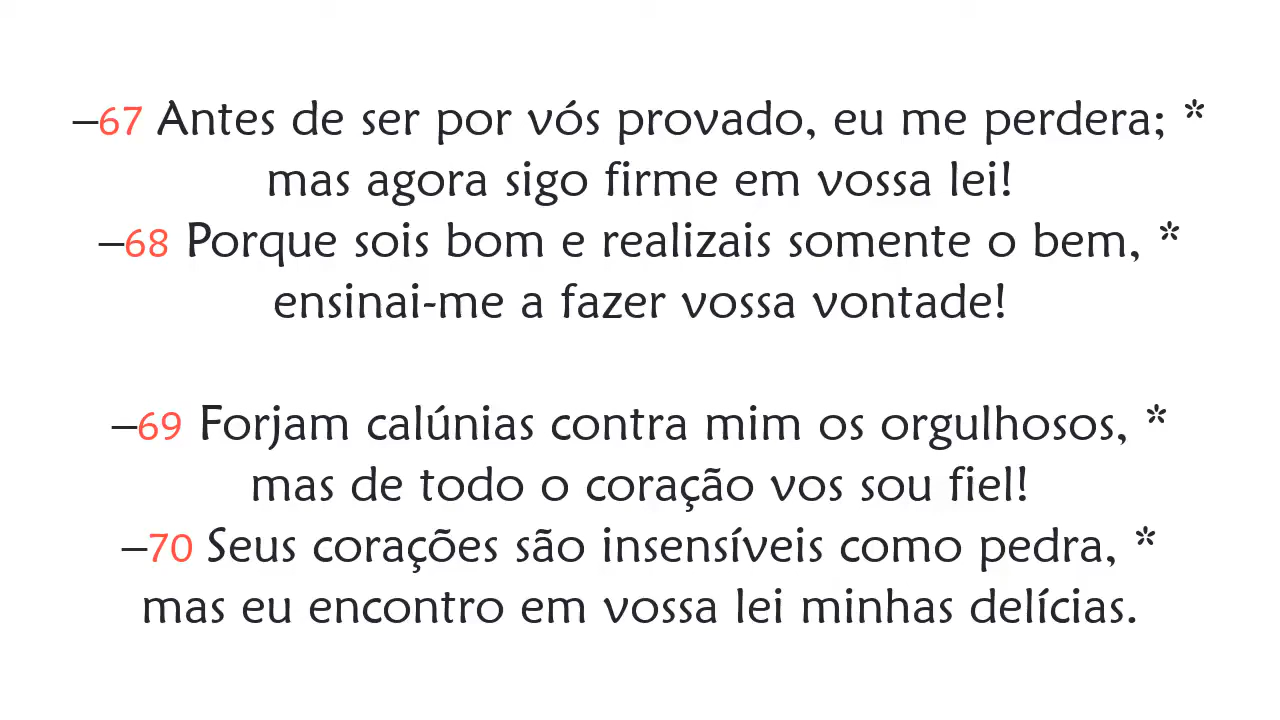 –67 Antes de ser por vós provado, eu me perdera; *
mas agora sigo firme em vossa lei!
–68 Porque sois bom e realizais somente o bem, *
ensinai-me a fazer vossa vontade!
–69 Forjam calúnias contra mim os orgulhosos, *
mas de todo o coração vos sou fiel!
–70 Seus corações são insensíveis como pedra, *
mas eu encontro em vossa lei minhas delícias.